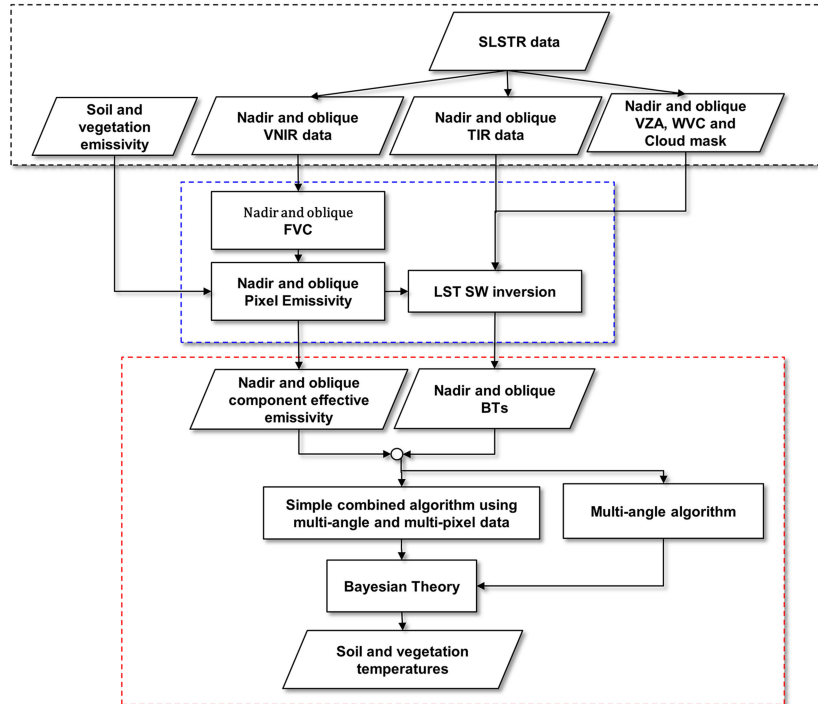 SLSTR data
Soil and
vegetation
emissivity
Nadir and oblique
VNIR data
Nadir and oblique
TIR data
Nadir and oblique
VZA, WVC and
Cloud mask
Nadir and oblique
FVC
Nadir and oblique
Pixel Emissivity
LST SW inversion
Nadir and oblique
component effective
emissivity
Nadir and oblique
BTs
Simple combined algorithm using
multi-angle and multi-pixel data
Multi-angle algorithm
Bayesian Theory
Soil and vegetation
temperatures